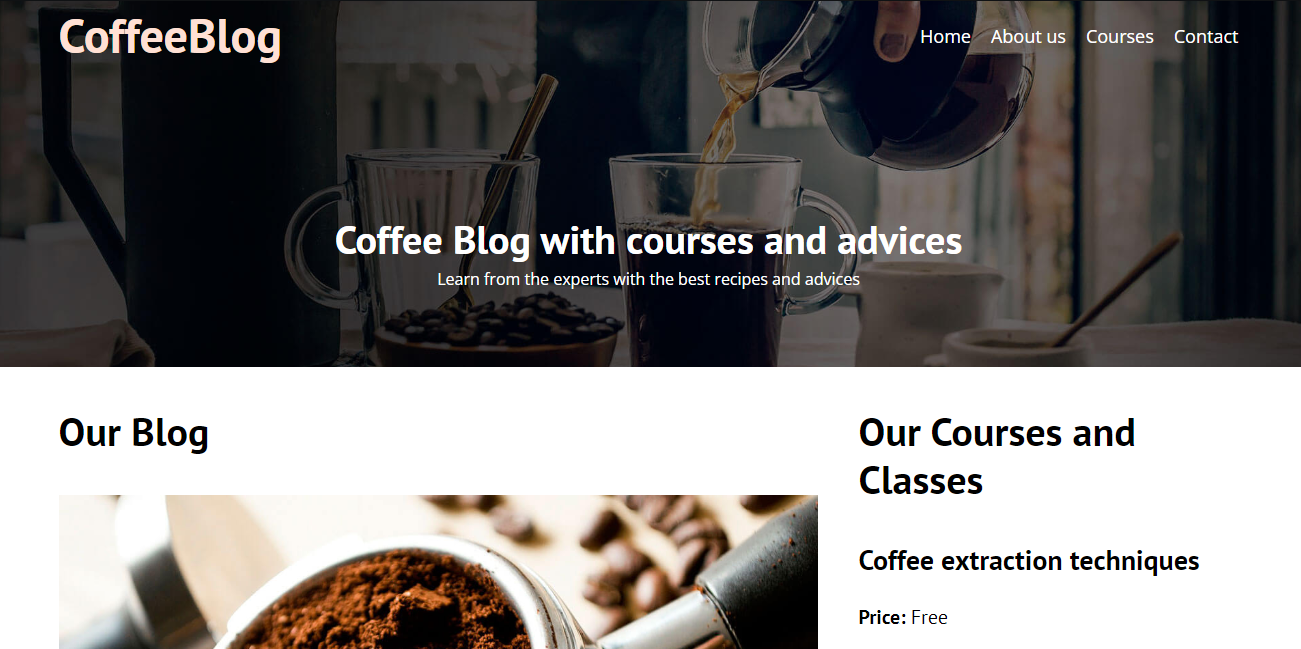 CoffeeBlog
Home About us Courses Contact
Coffee Blog with courses and advices
Learn from the experts with the best recipes and advices
Our Blog
Our Courses and
Classes
Coffee extraction techniques
Price: Free